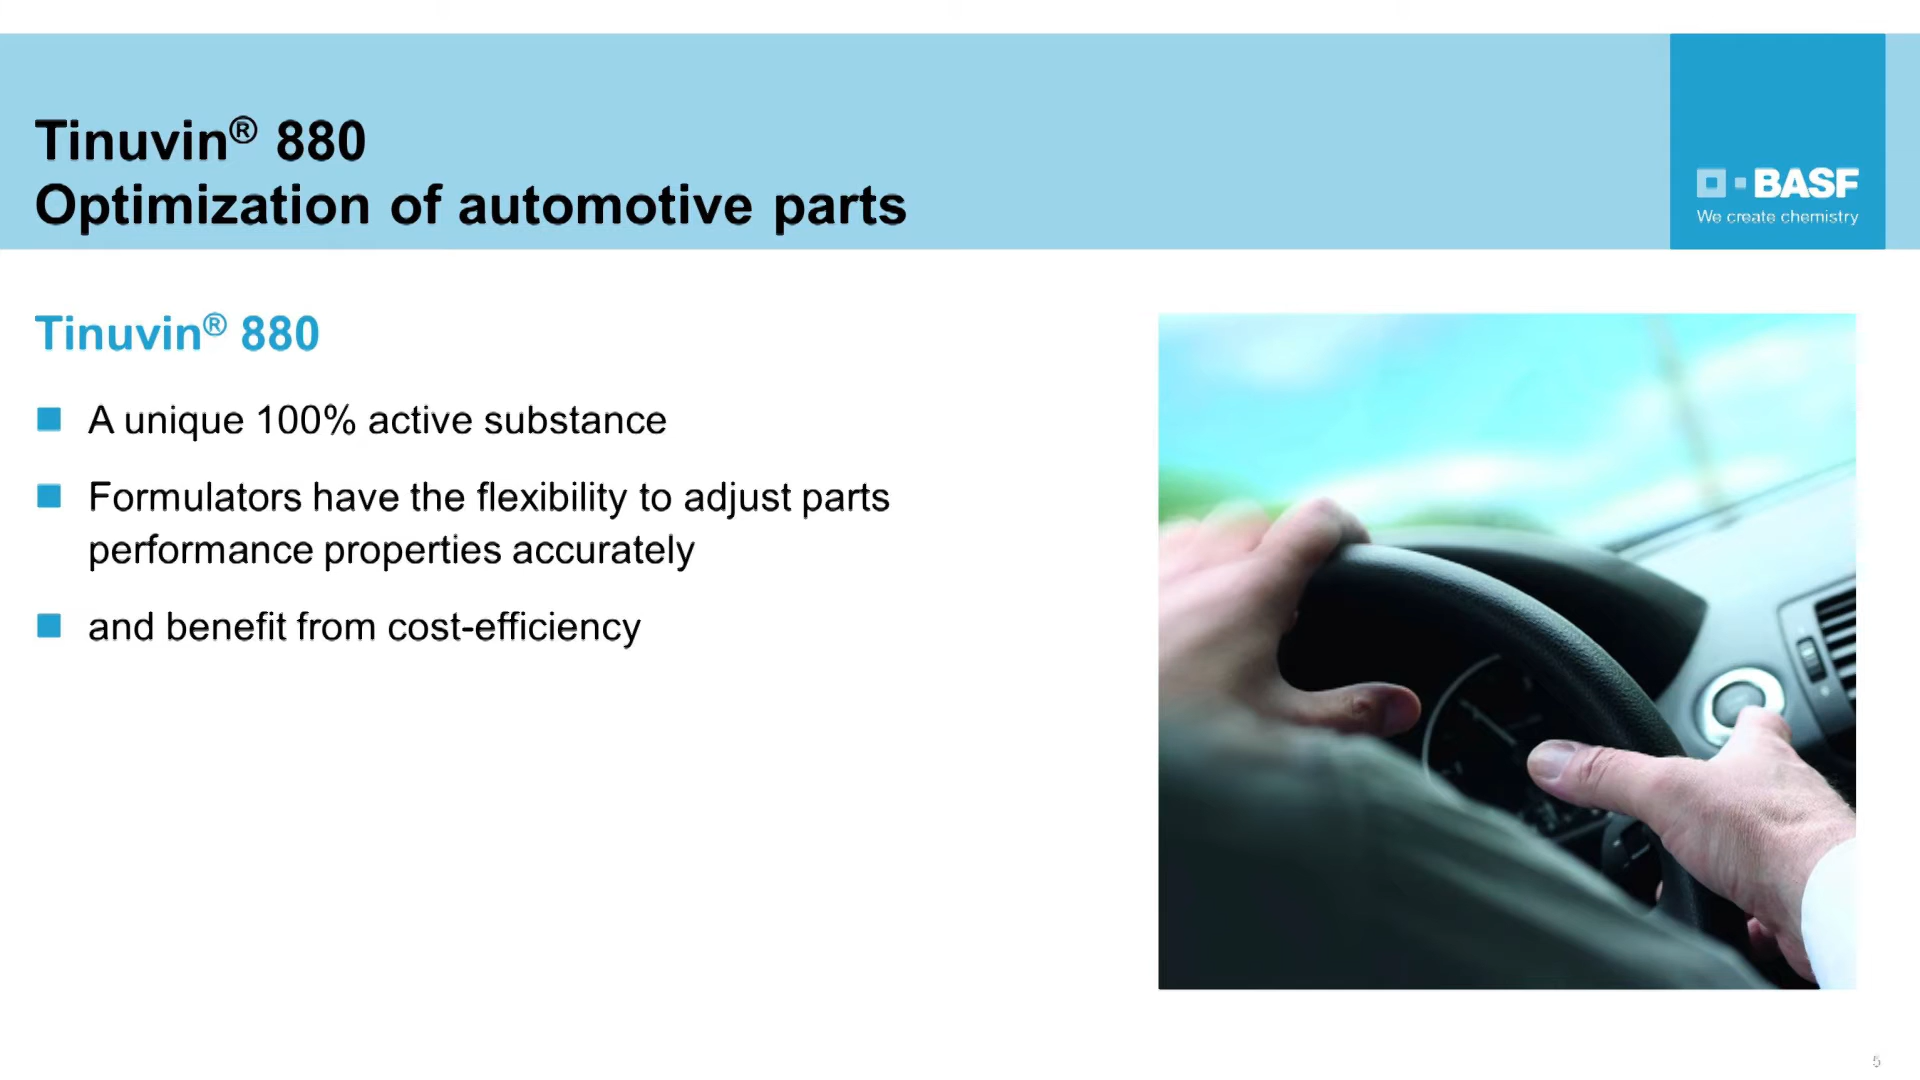 Tinuvin® 880
Optimization of automotive parts
BASF
We create chemistry
Tinuvin® 880
A unique 100% active substance
Formulators have the flexibility to adjust parts
performance properties accurately
and benefit from cost-efficiency
5